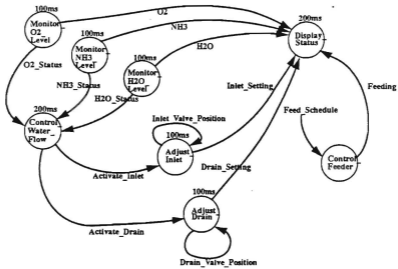 100ms
Monitor
O2
Level
O2
200ms
Display
Status
100ms
Monitor
NH3
Level
NH3
100ms
Monitor
H2O
Level
H2O
O2_Status
NH3_Status
H2O_Status
200ms
Control
Water
Flow
Inlet_Setting
Feeding
Inlet Valve_Position
Feed_Schedule
100ms
Adjust
Inlet
Drain_Setting
Control
Feeder
Activate_inlet
100ms
Adjust
Drain
Activate_Drain
Drain_Valve_Position